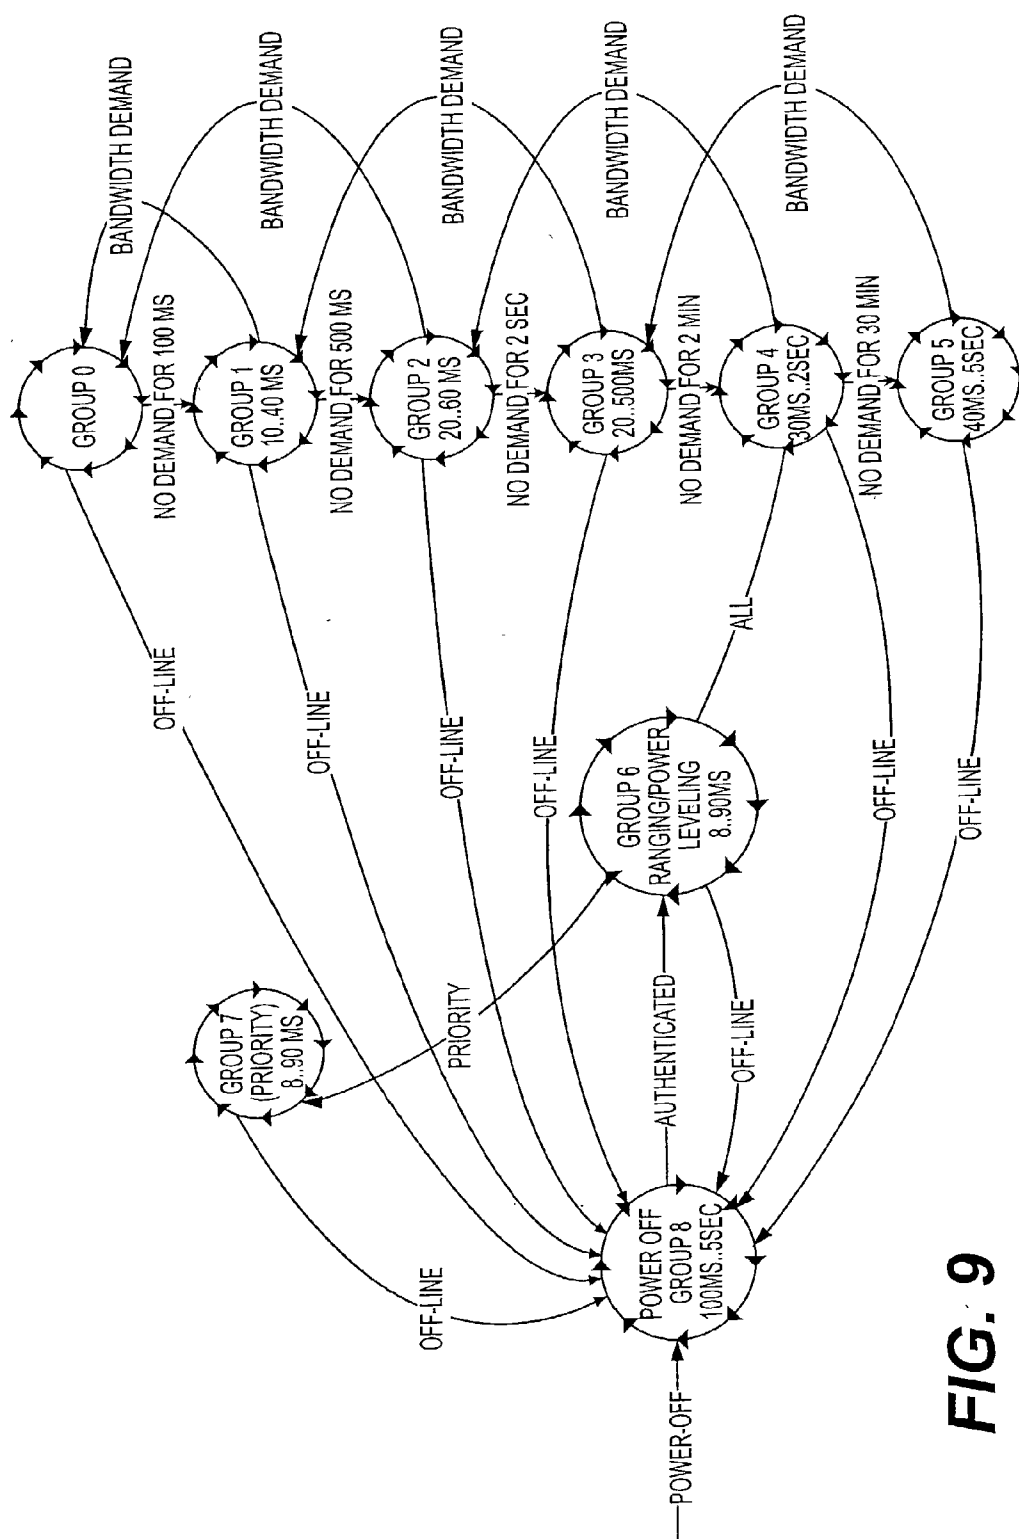 BANDWIDTH DEMAND
BANDWIDTH DEMAND
BANDWIDTH DEMAND
BANDWIDTH DEMAND
BANDWIDTH DEMAND
GROUP 0
NO DEMAND FOR 100 MS
GROUP 1
10..40 MS
NO DEMAND FOR 500 MS
GROUP 2
20..60 MS
NO DEMAND FOR 2 SEC
GROUP 3
20..500MS
NO DEMAND FOR 2 MIN
GROUP 4
30MS..2SEC
NO DEMAND FOR 30 MIN
GROUP 5
40MS..5SEC
OFF-LINE
OFF-LINE
OFF-LINE
OFF-LINE
ALL
OFF-LINE
OFF-LINE
GROUP 6
RANGING/POWER
LEVELING
8..90MS
GROUP 7
(PRIORITY)
8..90 MS
PRIORITY
AUTHENTICATED
OFF-LINE
OFF-LINE
POWER OFF
GROUP 8
100MS..5SEC
POWER-OFF
FIG. 9